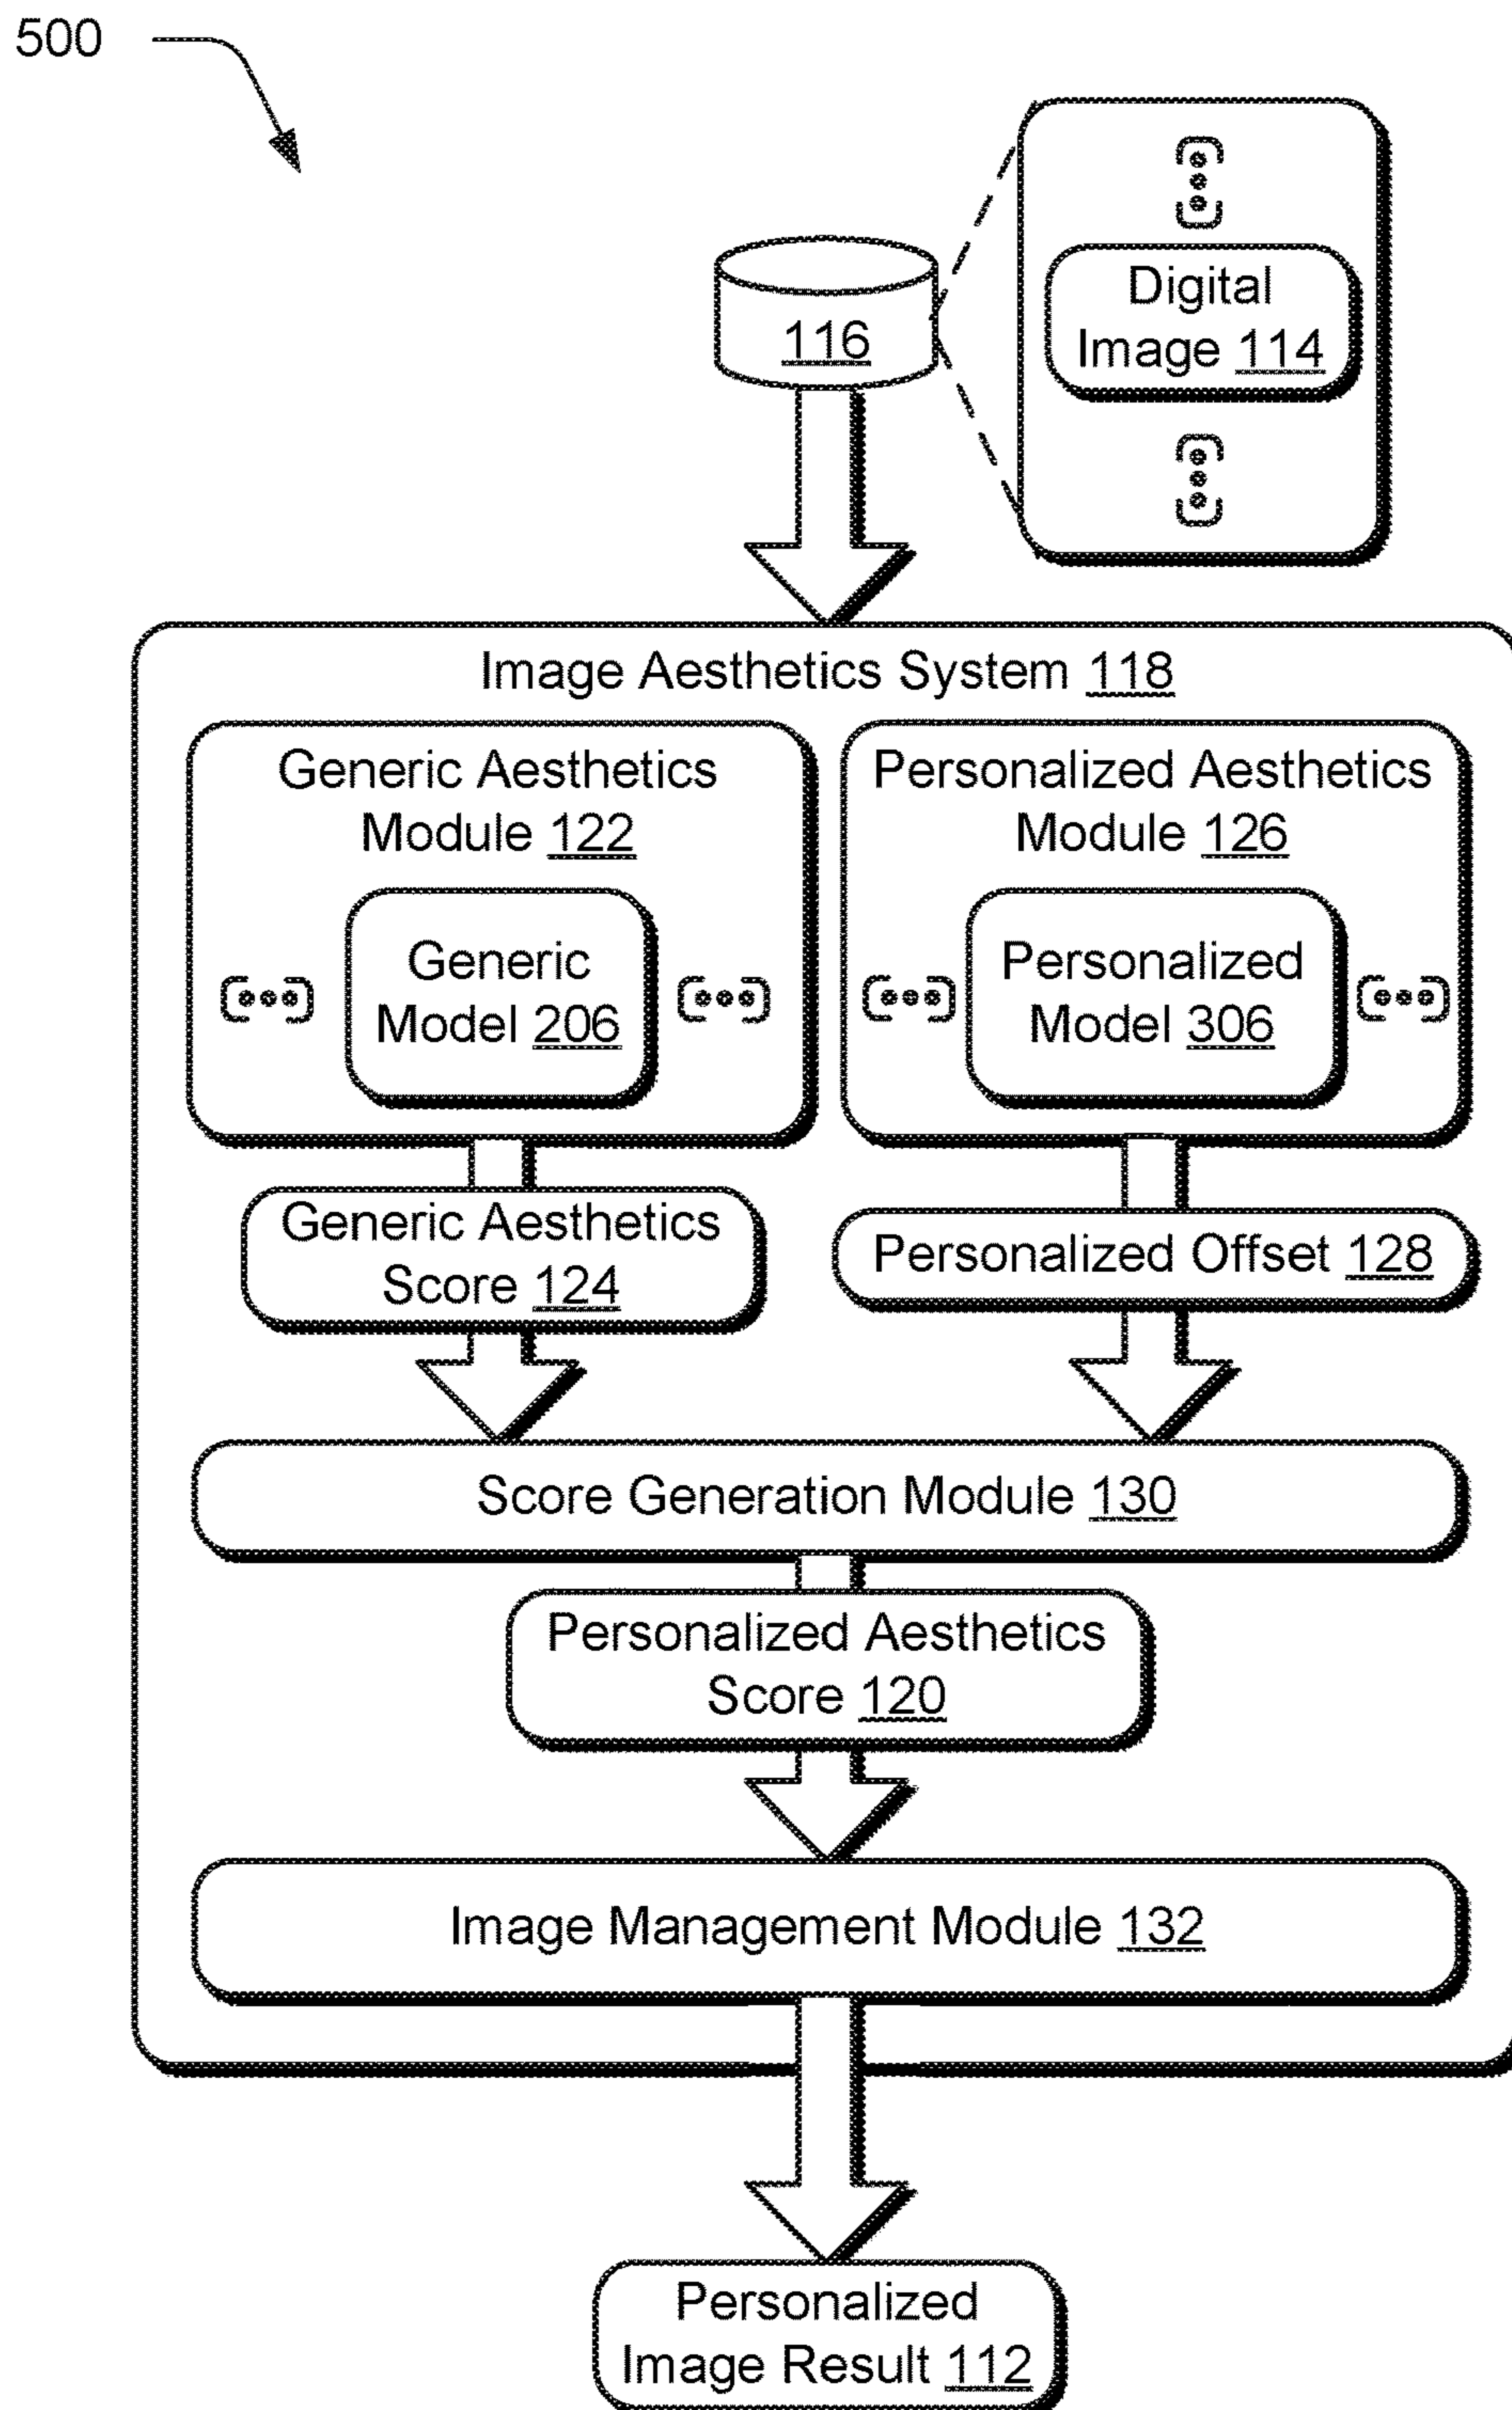 500
116
Digital
Image 114
Image Aesthetics System 118
Generic Aesthetics
Module 122
Generic
Model 206
Personalized Aesthetics
Module 126
Personalized
Model 306
Generic Aesthetics
Score 124
Personalized Offset 128
Score Generation Module 130
Personalized Aesthetics
Score 120
Image Management Module 132
Personalized
Image Result 112